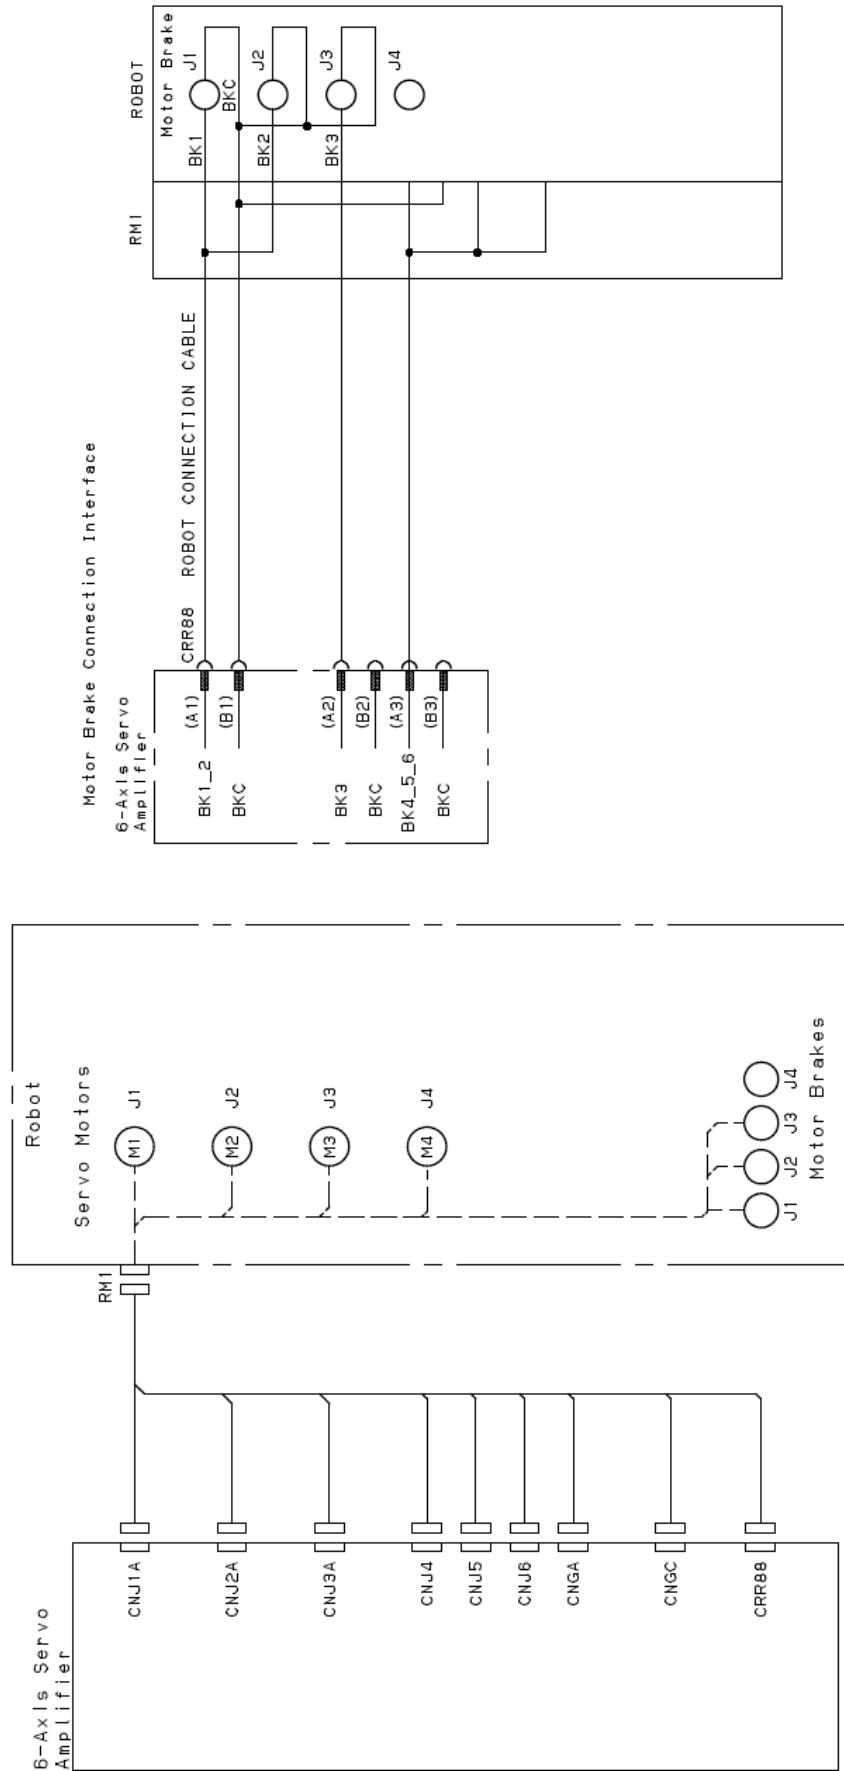 6-Axis Servo
Amplifier
CNJ1A
CNJ2A
CNJ3A
CNJ4
CNJ5
CNJ6
CNGA
CNGC
CRR88
RM1
Robot
Servo Motors
M1
J1
M2
J2
M3
J3
M4
J4
J1
J2
J3
J4
Motor Brakes
Motor Brake Connection Interface
6-Axis Servo
Amplifier
CRR88
ROBOT CONNECTION CABLE
RM1
ROBOT
Motor Brake
BK1_2
(A1)
BKC
(B1)
BK3
(A2)
BKC
(B2)
BK4_5_6
(A3)
BKC
(B3)
BK1
J1
BKC
BK2
J2
BK3
J3
J4